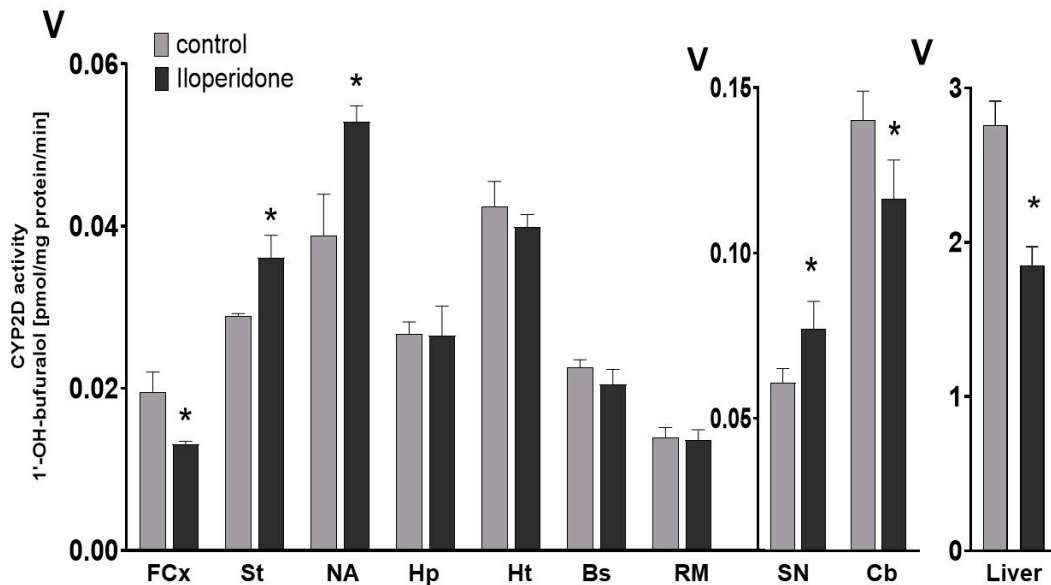 V
control
Iloperidone
CYP2D activity
1'-OH-bufuralol [pmol/mg protein/min]
0.06
0.04
0.02
0.00
*
*
*
FCx St NA Hp Ht Bs RM
V
0.15
0.10
0.05
*
*
SN Cb
V
3
2
1
0
*
Liver